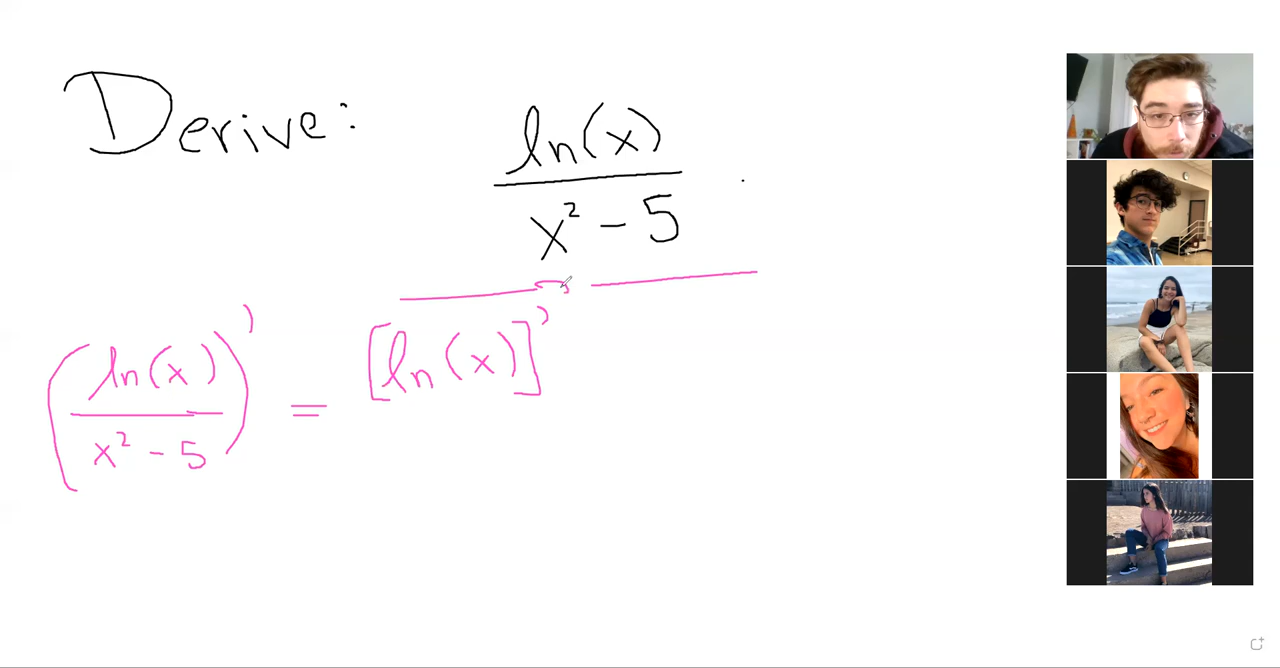 Derive:
ln(x)
x² - 5
(ln(x) / x² - 5)' = [ln(x)]'